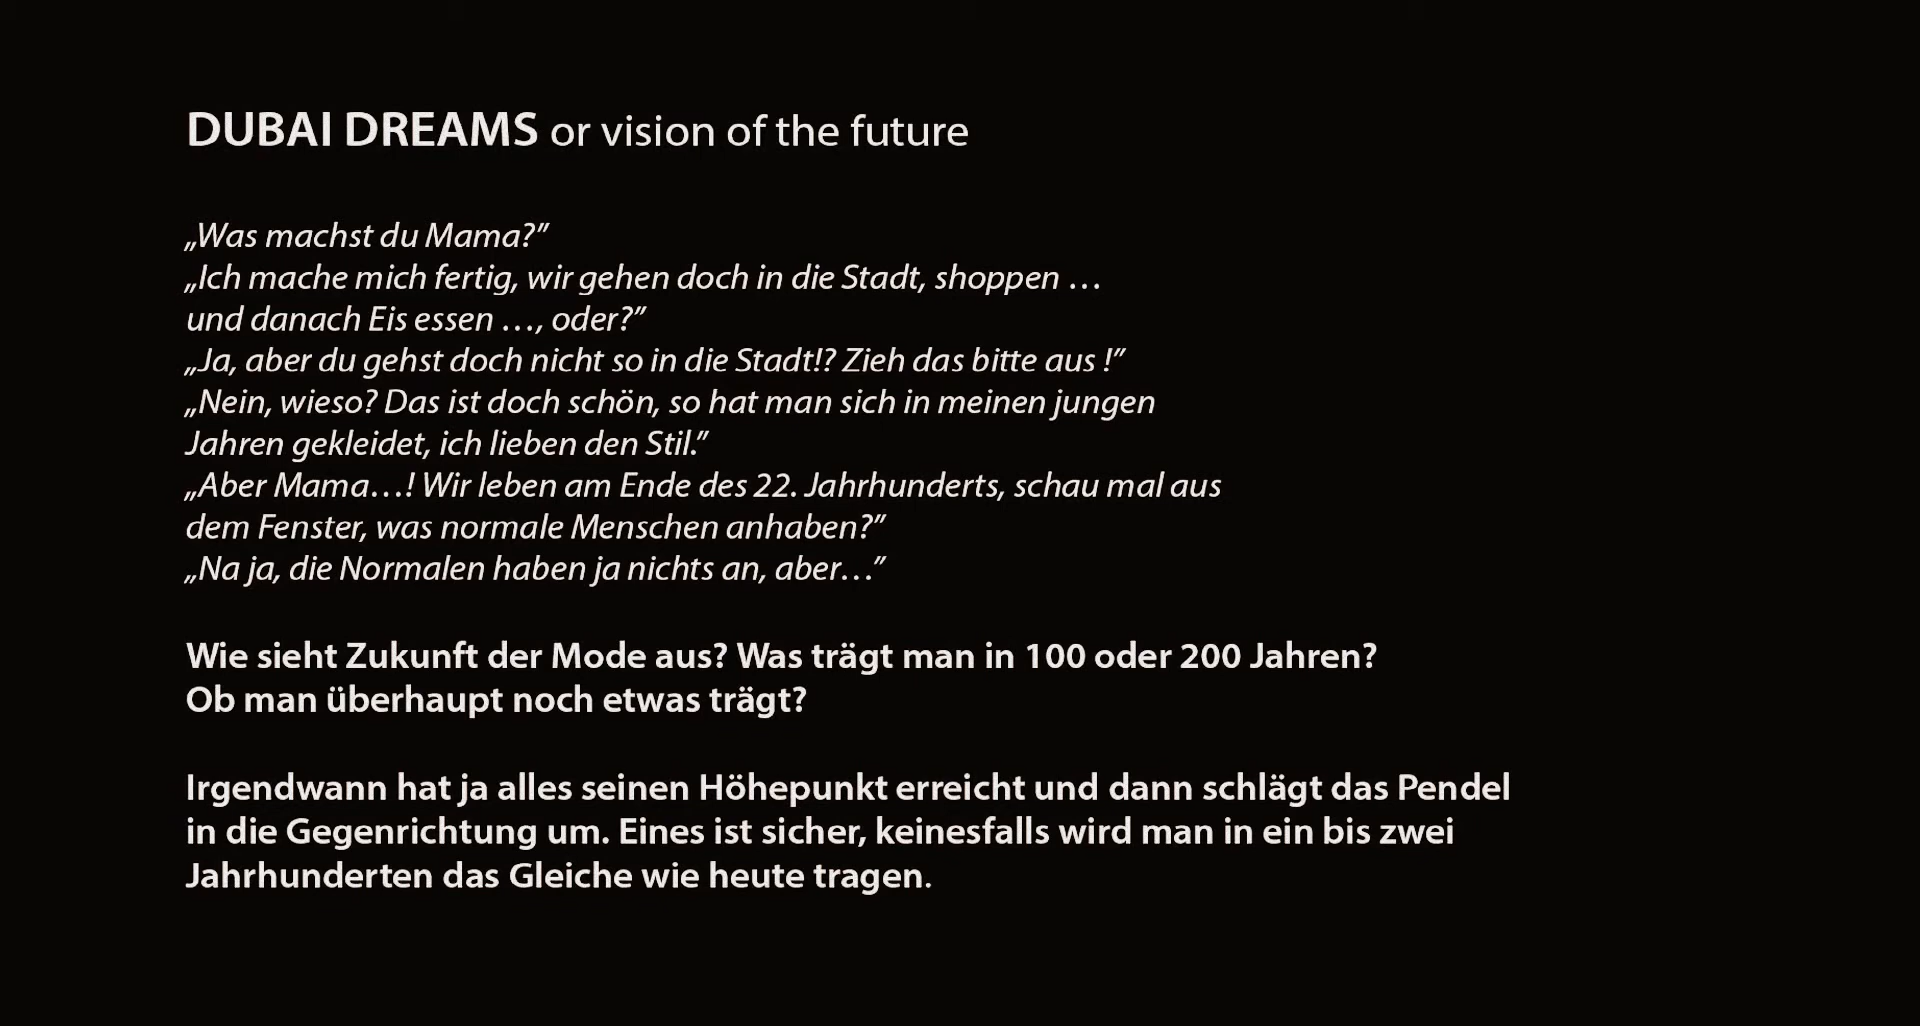 DUBAI DREAMS or vision of the future
„Was machst du Mama?”
„Ich mache mich fertig, wir gehen doch in die Stadt, shoppen …
und danach Eis essen …, oder?”
„Ja, aber du gehst doch nicht so in die Stadt!? Zieh das bitte aus !”
„Nein, wieso? Das ist doch schön, so hat man sich in meinen jungen
Jahren gekleidet, ich lieben den Stil.”
„Aber Mama…! Wir leben am Ende des 22. Jahrhunderts, schau mal aus
dem Fenster, was normale Menschen anhaben?”
„Na ja, die Normalen haben ja nichts an, aber…”
Wie sieht Zukunft der Mode aus? Was trägt man in 100 oder 200 Jahren?
Ob man überhaupt noch etwas trägt?
Irgendwann hat ja alles seinen Höhepunkt erreicht und dann schlägt das Pendel
in die Gegenrichtung um. Eines ist sicher, keinesfalls wird man in ein bis zwei
Jahrhunderten das Gleiche wie heute tragen.